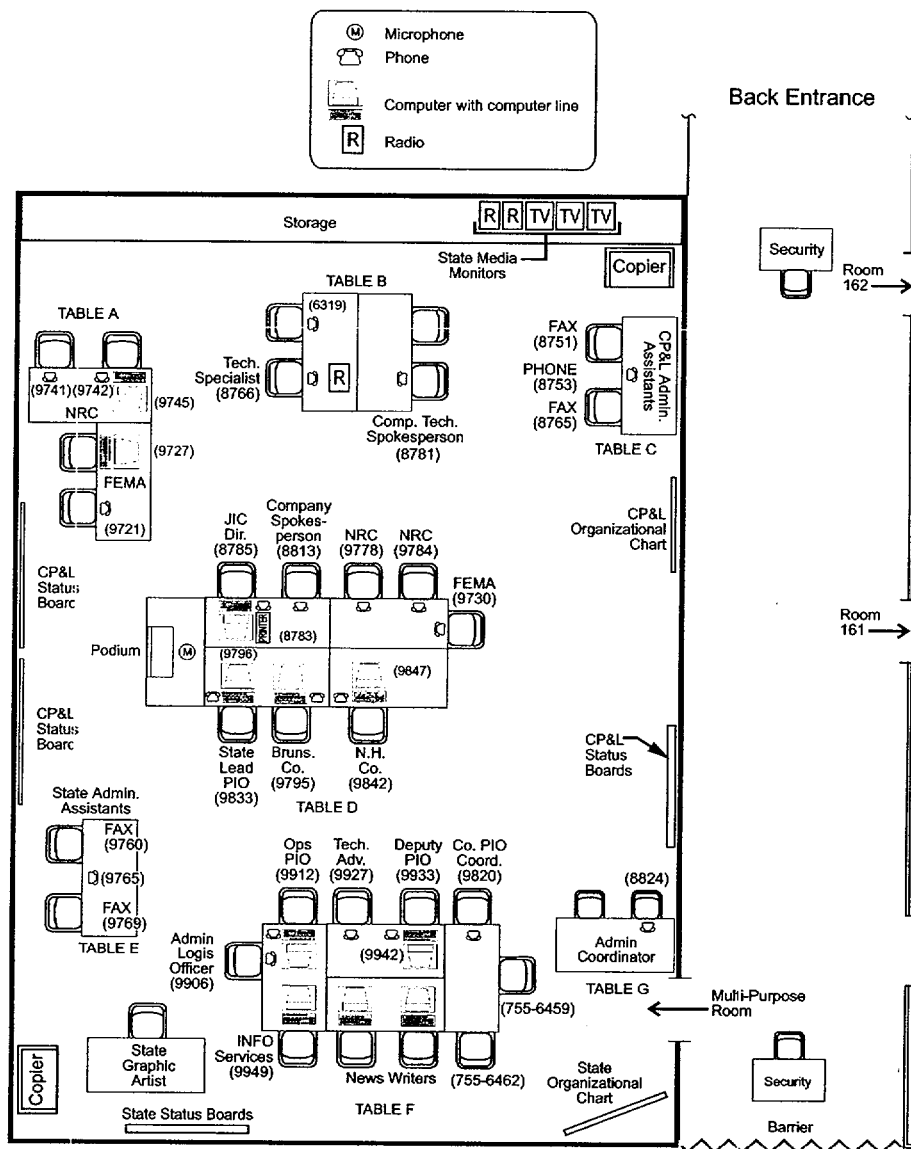 M Microphone
Phone
Computer with computer line
R Radio
Back Entrance
Storage
R R TV TV TV
State Media
Monitors
Copier
Security
Room
162
TABLE A
(9741) (9742)
(9745)
NRC
(9727)
FEMA
(9721)
TABLE B
(6319)
Tech.
Specialist
(8766)
R
Comp. Tech.
Spokesperson
(8781)
FAX
(8751)
PHONE
(8753)
FAX
(8765)
CP&L Admin.
Assistants
TABLE C
CP&L
Organizational
Chart
CP&L
Status
Board
CP&L
Status
Board
JIC
Dir.
(8785)
Company
Spokes-
person
(8813)
NRC
(9778)
NRC
(9784)
FEMA
(9730)
Podium
M
PRINTER
(8783)
(9796)
(9847)
State
Lead
PIO
(9833)
Bruns.
Co.
(9795)
N.H.
Co.
(9842)
TABLE D
Room
161
CP&L
Status
Boards
State Admin.
Assistants
FAX
(9760)
(9765)
FAX
(9769)
TABLE E
Ops
PIO
(9912)
Tech.
Adv.
(9927)
Deputy
PIO
(9933)
Co. PIO
Coord.
(9820)
Admin
Logis
Officer
(9906)
(9942)
(755-6459)
INFO
Services
(9949)
News Writers
(755-6462)
TABLE F
(8824)
Admin
Coordinator
TABLE G
Multi-Purpose
Room
State
Graphic
Artist
Copier
State Status Boards
State
Organizational
Chart
Security
Barrier